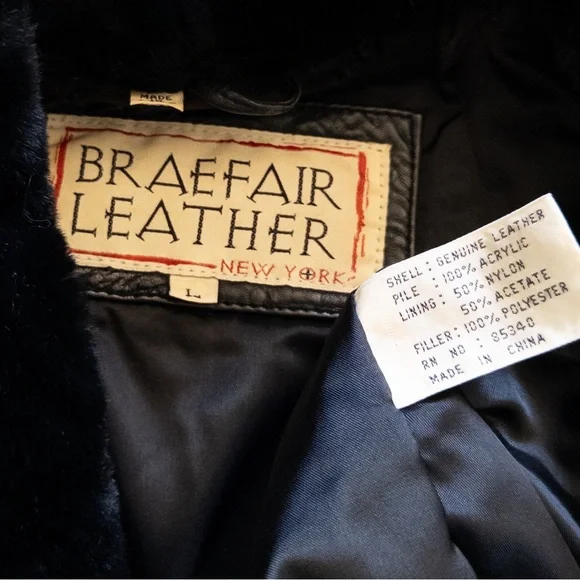 MADE
BRAEFAIR
LEATHER
NEW YORK
L
SHELL : GENUINE LEATHER
PILE : 100% ACRYLIC
LINING : 50% NYLON
50% ACETATE
FILLER : 100% POLYESTER
RN NO : 85340
MADE IN CHINA